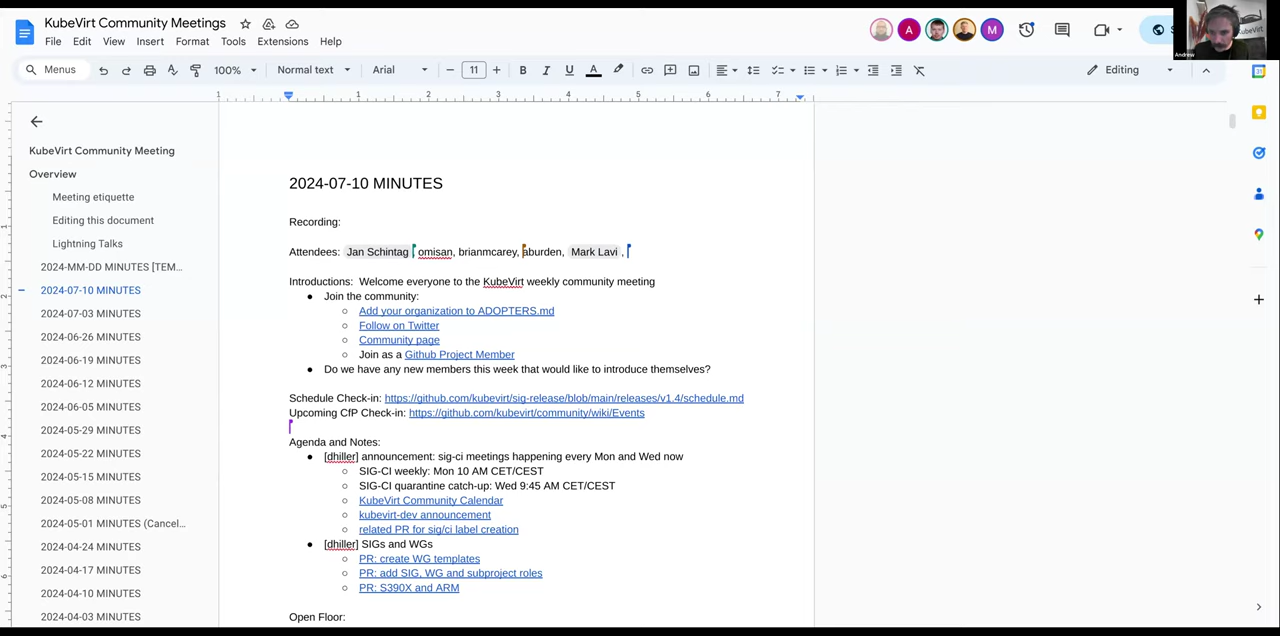 KubeVirt Community Meetings
File Edit View Insert Format Tools Extensions Help
A
M
Menus
100%
Normal text
Arial
11
B I U A
Editing
Andrew
KubeVirt
1 1 2 3 4 5 6 7
KubeVirt Community Meeting
Overview
Meeting etiquette
Editing this document
Lightning Talks
2024-MM-DD MINUTES [TEM...
2024-07-10 MINUTES
2024-07-03 MINUTES
2024-06-26 MINUTES
2024-06-19 MINUTES
2024-06-12 MINUTES
2024-06-05 MINUTES
2024-05-29 MINUTES
2024-05-22 MINUTES
2024-05-15 MINUTES
2024-05-08 MINUTES
2024-05-01 MINUTES (Cancel...
2024-04-24 MINUTES
2024-04-17 MINUTES
2024-04-10 MINUTES
2024-04-03 MINUTES
2024-07-10 MINUTES
Recording:
Attendees: Jan Schintag , omisan, brianmcarey, aburden, Mark Lavi ,
Introductions: Welcome everyone to the KubeVirt weekly community meeting
● Join the community:
○ Add your organization to ADOPTERS.md
○ Follow on Twitter
○ Community page
○ Join as a Github Project Member
● Do we have any new members this week that would like to introduce themselves?
Schedule Check-in: https://github.com/kubevirt/sig-release/blob/main/releases/v1.4/schedule.md
Upcoming CfP Check-in: https://github.com/kubevirt/community/wiki/Events
Agenda and Notes:
● [dhiller] announcement: sig-ci meetings happening every Mon and Wed now
○ SIG-CI weekly: Mon 10 AM CET/CEST
○ SIG-CI quarantine catch-up: Wed 9:45 AM CET/CEST
○ KubeVirt Community Calendar
○ kubevirt-dev announcement
○ related PR for sig/ci label creation
● [dhiller] SIGs and WGs
○ PR: create WG templates
○ PR: add SIG, WG and subproject roles
○ PR: S390X and ARM
Open Floor: